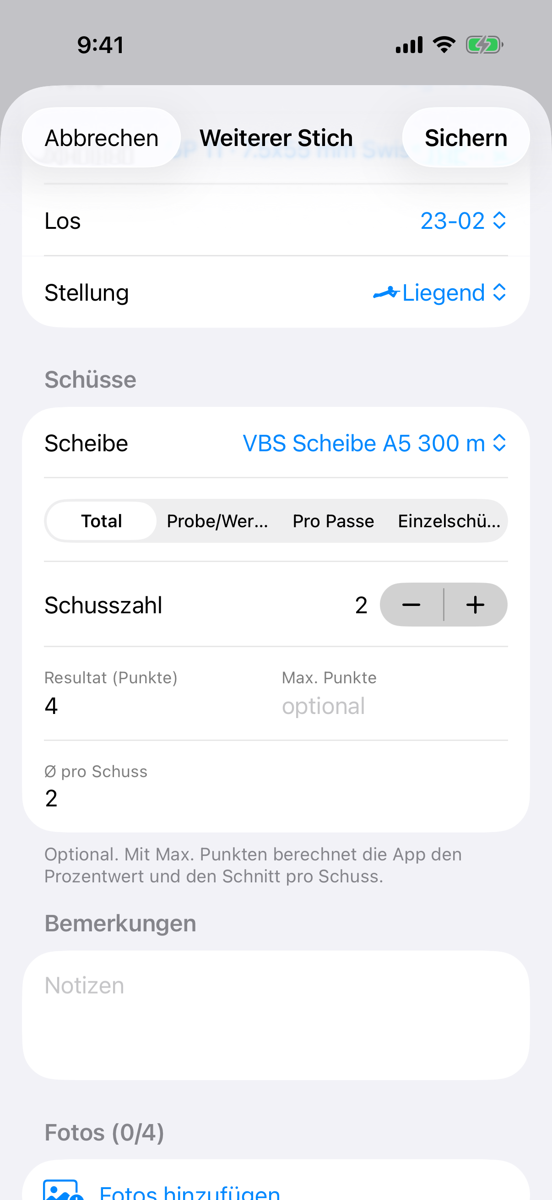 9:41
Abbrechen
Weiterer Stich
Sichern
Los
23-02
Stellung
Liegend
Schüsse
Scheibe
VBS Scheibe A5 300 m
Total
Probe/Wer...
Pro Passe
Einzelschü...
Schusszahl
2
Resultat (Punkte)
Max. Punkte
4
optional
Ø pro Schuss
2
Optional. Mit Max. Punkten berechnet die App den
Prozentwert und den Schnitt pro Schuss.
Bemerkungen
Notizen
Fotos (0/4)
Fotos hinzufügen